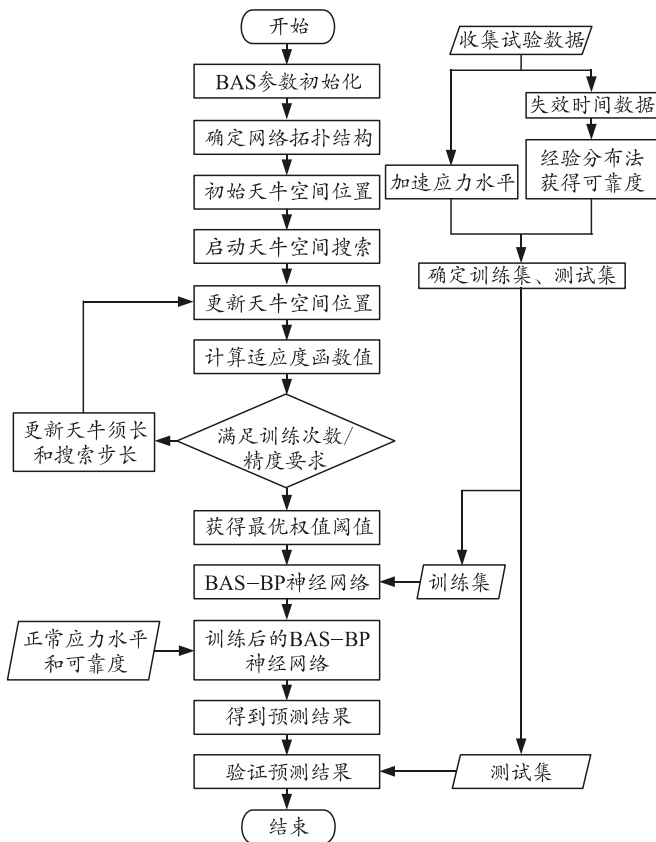 开始
BAS参数初始化
确定网络拓扑结构
初始天牛空间位置
启动天牛空间搜索
更新天牛空间位置
计算适应度函数值
满足训练次数/
精度要求
更新天牛须长
和搜索步长
获得最优权值阈值
BAS-BP神经网络
正常应力水平
和可靠度
训练后的BAS-BP
神经网络
得到预测结果
验证预测结果
结束
收集试验数据
失效时间数据
加速应力水平
经验分布法
获得可靠度
确定训练集、测试集
训练集
测试集